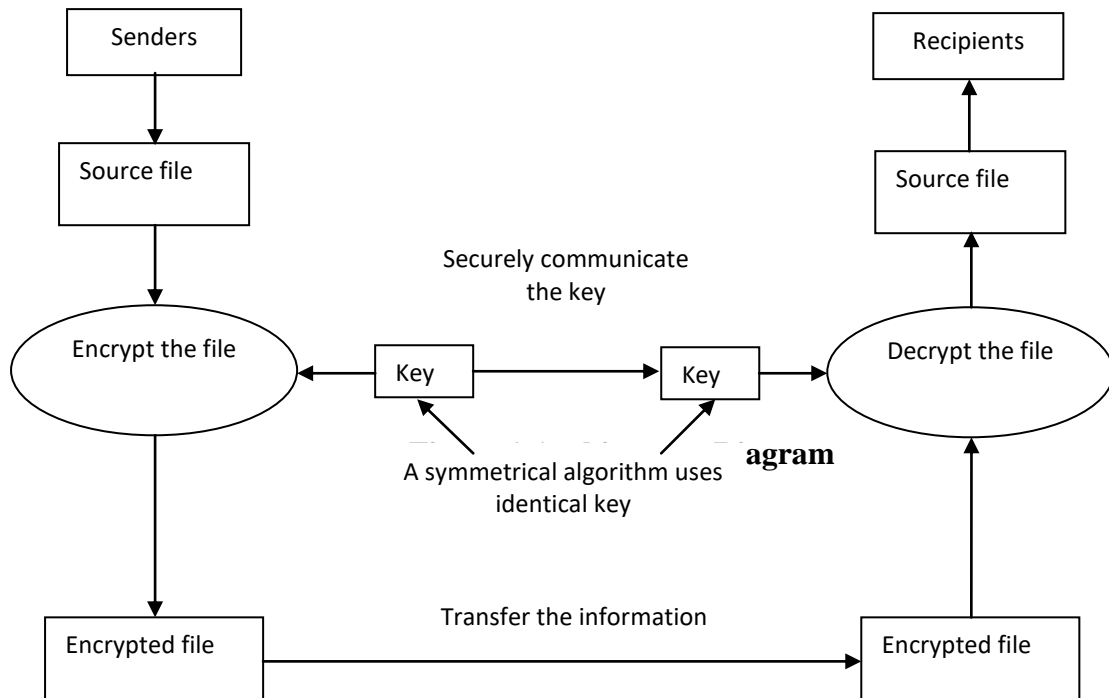 Senders
Recipients
Source file
Source file
Securely communicate
the key
Encrypt the file
Key
Key
Decrypt the file
agram
A symmetrical algorithm uses
identical key
Transfer the information
Encrypted file
Encrypted file